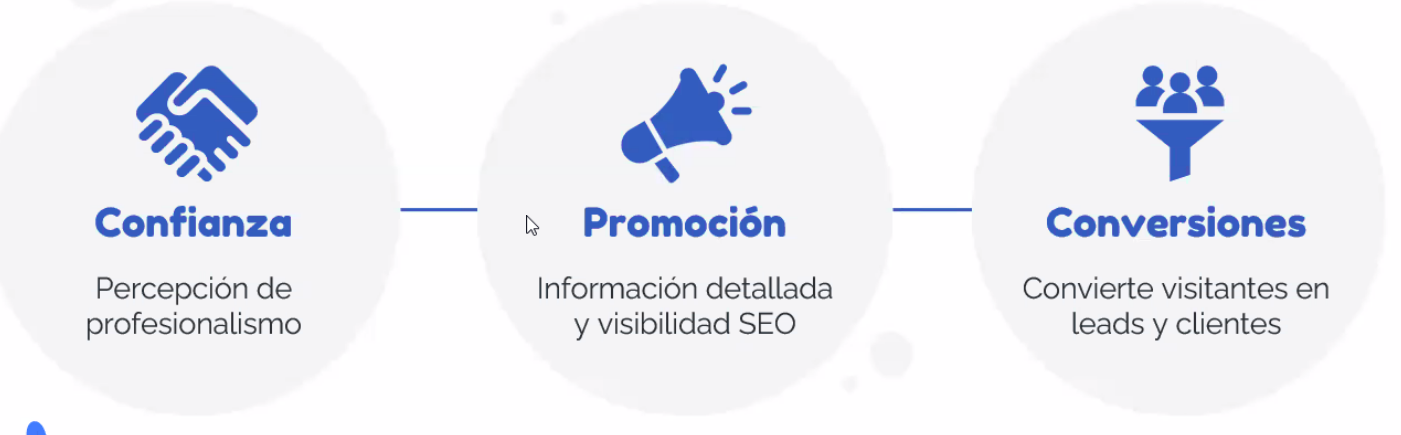 Confianza
Percepción de
profesionalismo
Promoción
Información detallada
y visibilidad SEO
Conversiones
Convierte visitantes en
leads y clientes